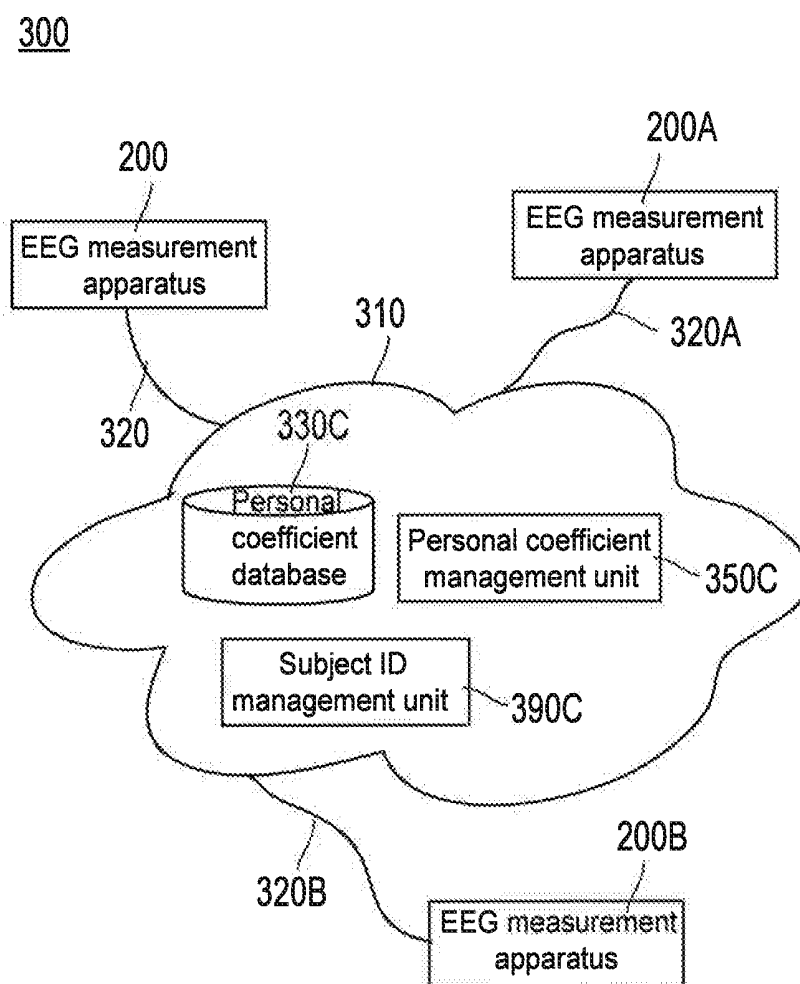 300
200
EEG measurement
apparatus
200A
EEG measurement
apparatus
310
320A
320
330C
Personal
coefficient
database
Personal coefficient
management unit
350C
Subject ID
management unit
390C
320B
200B
EEG measurement
apparatus